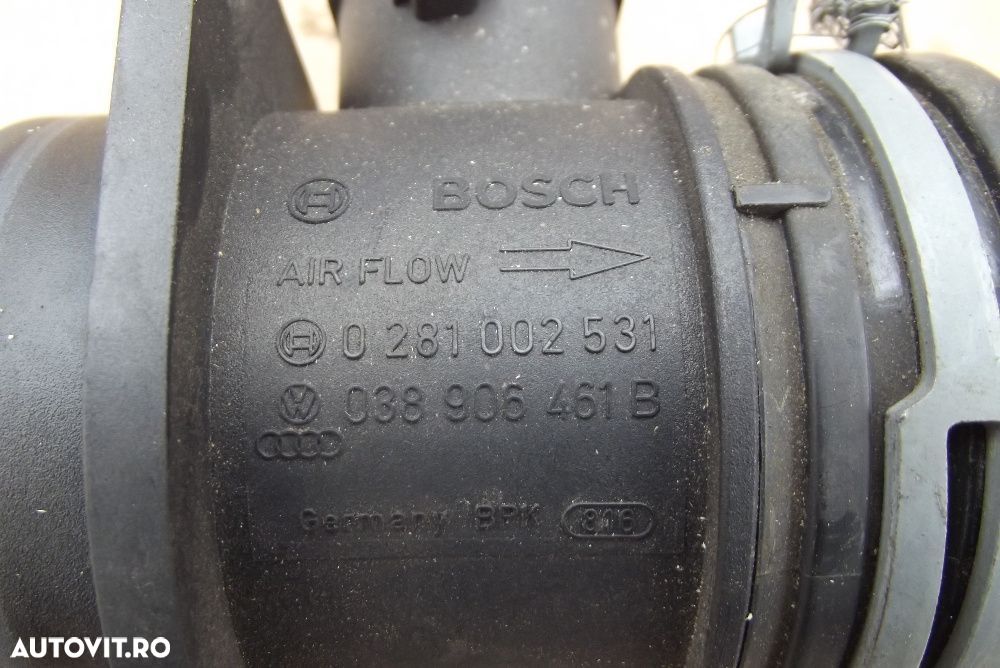 BOSCH
AIR FLOW
0 281 002 531
038 906 461 B
Germany BPK 816
AUTOVIT.RO